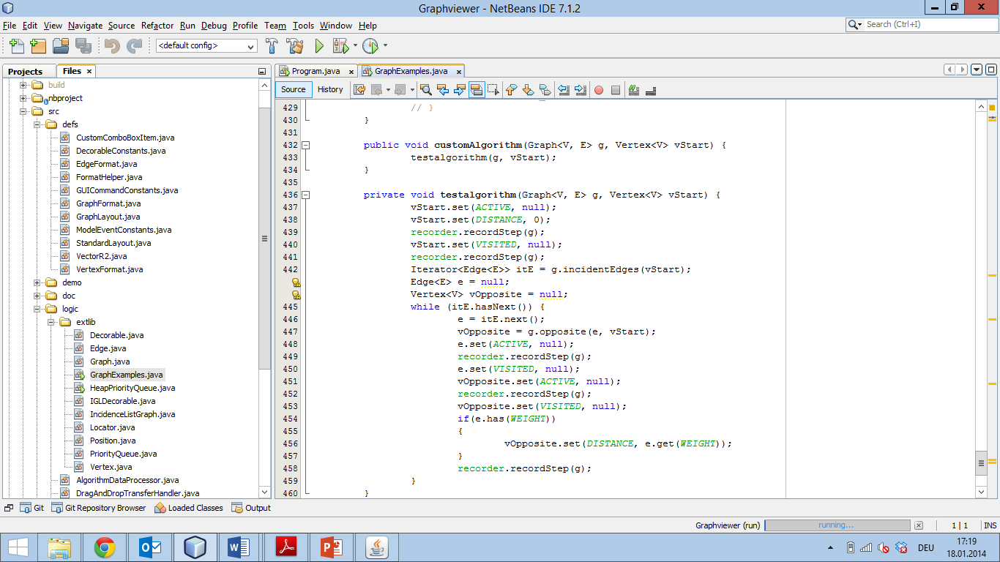 Graphviewer - NetBeans IDE 7.1.2
File Edit View Navigate Source Refactor Run Debug Profile Team Tools Window Help
Search (Ctrl+I)
<default config>
Projects Files
Program.java GraphExamples.java
Source History
build
nbproject
src
defs
CustomComboBoxItem.java
DecorableConstants.java
EdgeFormat.java
FormatHelper.java
GUICommandConstants.java
GraphFormat.java
GraphLayout.java
ModelEventConstants.java
StandardLayout.java
VectorR2.java
VertexFormat.java
demo
doc
logic
extlib
Decorable.java
Edge.java
Graph.java
GraphExamples.java
HeapPriorityQueue.java
IGLDecorable.java
IncidenceListGraph.java
Locator.java
Position.java
PriorityQueue.java
Vertex.java
AlgorithmDataProcessor.java
DragAndDropTransferHandler.java
429 // }
430 }
431
432 public void customAlgorithm(Graph<V, E> g, Vertex<V> vStart) {
433 testalgorithm(g, vStart);
434 }
435
436 private void testalgorithm(Graph<V, E> g, Vertex<V> vStart) {
437 vStart.set(ACTIVE, null);
438 vStart.set(DISTANCE, 0);
439 recorder.recordStep(g);
440 vStart.set(VISITED, null);
441 recorder.recordStep(g);
442 Iterator<Edge<E>> itE = g.incidentEdges(vStart);
Edge<E> e = null;
Vertex<V> vOpposite = null;
445 while (itE.hasNext()) {
446 e = itE.next();
447 vOpposite = g.opposite(e, vStart);
448 e.set(ACTIVE, null);
449 recorder.recordStep(g);
450 e.set(VISITED, null);
451 vOpposite.set(ACTIVE, null);
452 recorder.recordStep(g);
453 vOpposite.set(VISITED, null);
454 if(e.has(WEIGHT))
455 {
456 vOpposite.set(DISTANCE, e.get(WEIGHT));
457 }
458 recorder.recordStep(g);
459 }
460 }
Git Git Repository Browser Loaded Classes Output
Graphviewer (run) running... 1 | 1 INS
DEU 17:19
18.01.2014